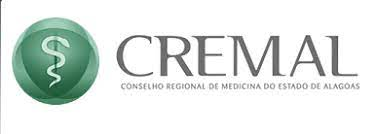 CREMAL
CONSELHO REGIONAL DE MEDICINA DO ESTADO DE ALAGOAS